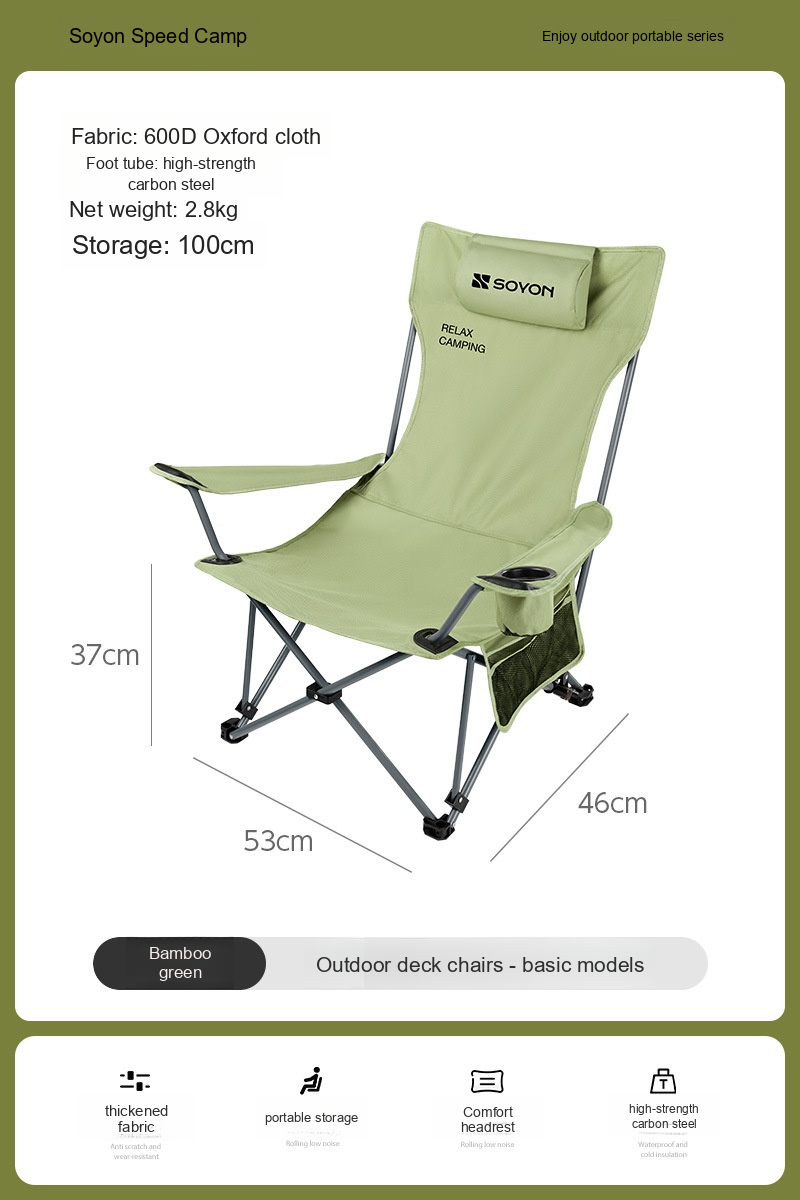 Soyon Speed Camp
Enjoy outdoor portable series
Fabric: 600D Oxford cloth
Foot tube: high-strength
carbon steel
Net weight: 2.8kg
Storage: 100cm
SOYON
RELAX
CAMPING
37cm
53cm
46cm
Bamboo
green
Outdoor deck chairs - basic models
thickened
fabric
Anti scratch and
wear-resistant
portable storage
Rolling low noise
Comfort
headrest
Rolling low noise
high-strength
carbon steel
T
Waterproof and
cold insulation